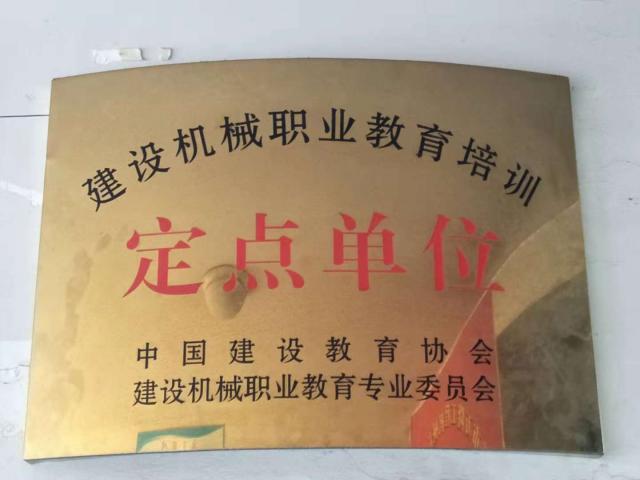 建设机械职业教育培训
定点单位
中国建设教育协会
建设机械职业教育专业委员会